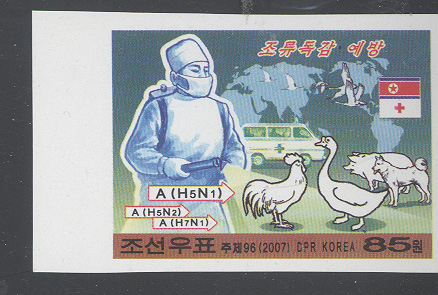 조류독감 예방
A (H5N1)
A (H5N2)
A (H7N1)
조선우표 주체96 (2007) DPR KOREA 85원